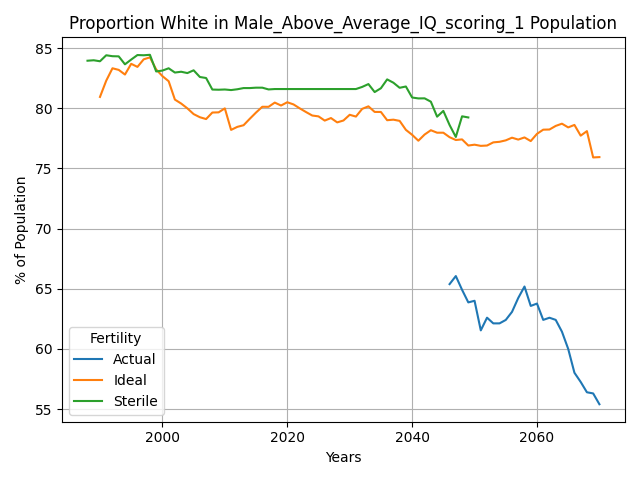 Proportion White in Male_Above_Average_IQ_scoring_1 Population
85
80
75
70
65
60
55
% of Population
Fertility
Actual
Ideal
Sterile
2000
2020
2040
2060
Years